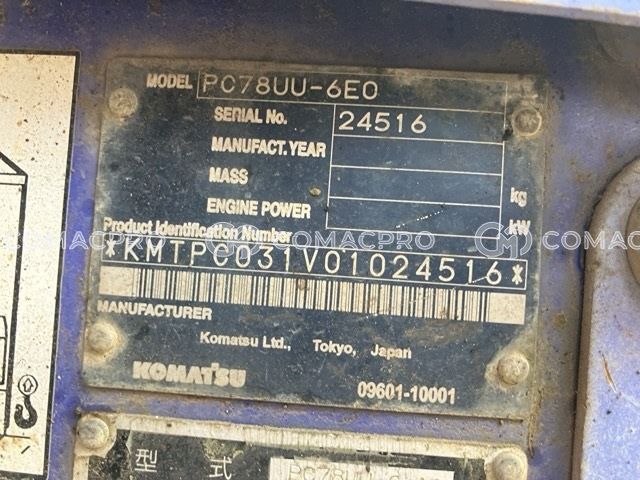 MODEL PC78UU-6E0
SERIAL No. 24516
MANUFACT.YEAR
MASS kg
ENGINE POWER kW
Product Identification Number
COMACPRO COMACPRO COMAC
*KMTPC031V01024516*
MANUFACTURER
Komatsu Ltd., Tokyo, Japan
KOMATSU
09601-10001
型 式